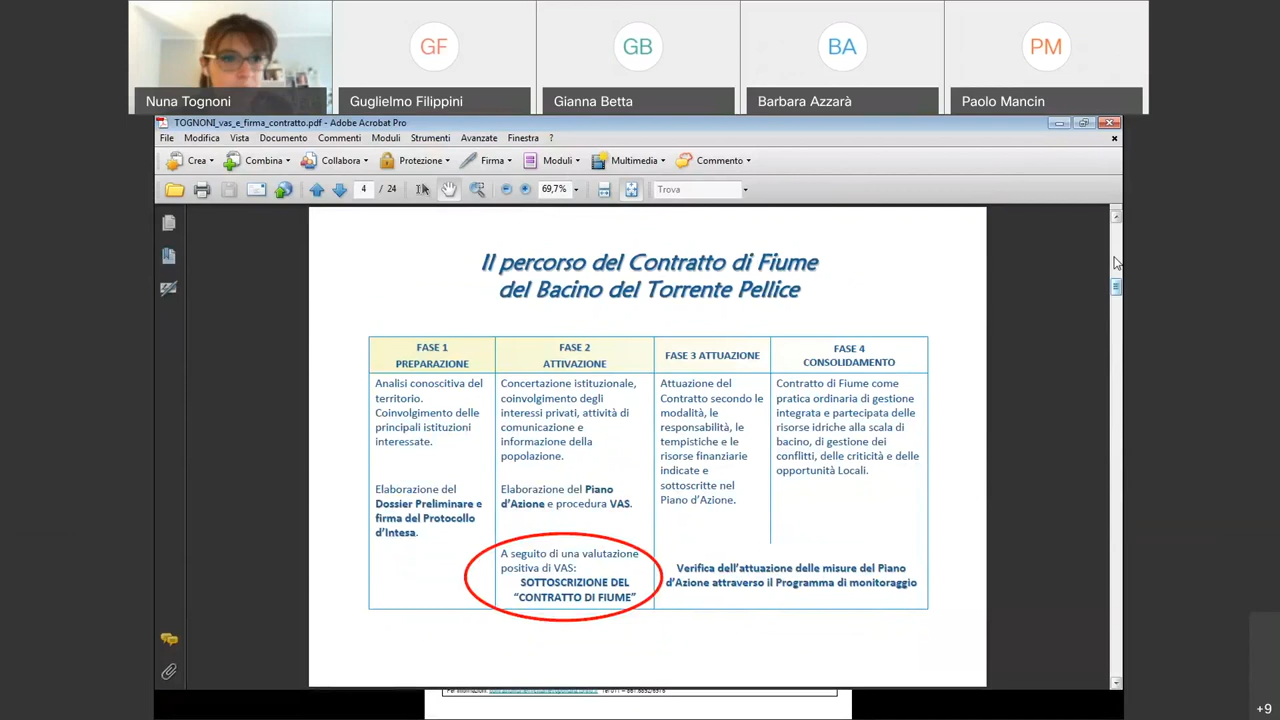 GF
GB
BA
PM
Nuna Tognoni
Guglielmo Filippini
Gianna Betta
Barbara Azzarà
Paolo Mancin
TOGNONI_vas_e_firma_contratto.pdf - Adobe Acrobat Pro
File Modifica Vista Documento Commenti Moduli Strumenti Avanzate Finestra ?
Crea Combina Collabora Protezione Firma Moduli Multimedia Commento
4 / 24 69,7% Trova
Il percorso del Contratto di Fiume
del Bacino del Torrente Pellice
FASE 1
PREPARAZIONE
FASE 2
ATTIVAZIONE
FASE 3 ATTUAZIONE
FASE 4
CONSOLIDAMENTO
Analisi conoscitiva del
territorio.
Coinvolgimento delle
principali istituzioni
interessate.
Elaborazione del
Dossier Preliminare e
firma del Protocollo
d'Intesa.
Concertazione istituzionale,
coinvolgimento degli
interessi privati, attività di
comunicazione e
informazione della
popolazione.
Elaborazione del Piano
d'Azione e procedura VAS.
A seguito di una valutazione
positiva di VAS:
SOTTOSCRIZIONE DEL
"CONTRATTO DI FIUME"
Attuazione del
Contratto secondo le
modalità, le
responsabilità, le
tempistiche e le
risorse finanziarie
indicate e
sottoscritte nel
Piano d'Azione.
Contratto di Fiume come
pratica ordinaria di gestione
integrata e partecipata delle
risorse idriche alla scala di
bacino, di gestione dei
conflitti, delle criticità e delle
opportunità Locali.
Verifica dell'attuazione delle misure del Piano
d'Azione attraverso il Programma di monitoraggio
Per informazioni:
+9